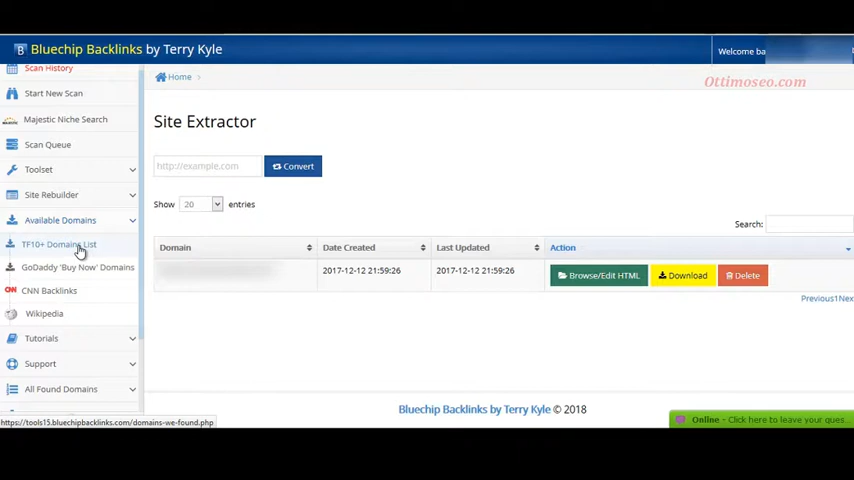 B Bluechip Backlinks by Terry Kyle
Welcome ba
Ottimoseo.com
Scan History
Start New Scan
Majestic Niche Search
Scan Queue
Toolset
Site Rebuilder
Available Domains
TF10+ Domains List
GoDaddy 'Buy Now' Domains
CNN CNN Backlinks
Wikipedia
Tutorials
Support
All Found Domains
https://tools15.bluechipbacklinks.com/domains-we-found.php
Home >
Site Extractor
http://example.com Convert
Show 20 entries
Search:
Domain Date Created Last Updated Action
2017-12-12 21:59:26 2017-12-12 21:59:26 Browse/Edit HTML Download Delete
Previous1Nex
Bluechip Backlinks by Terry Kyle © 2018
Online - Click here to leave your ques...